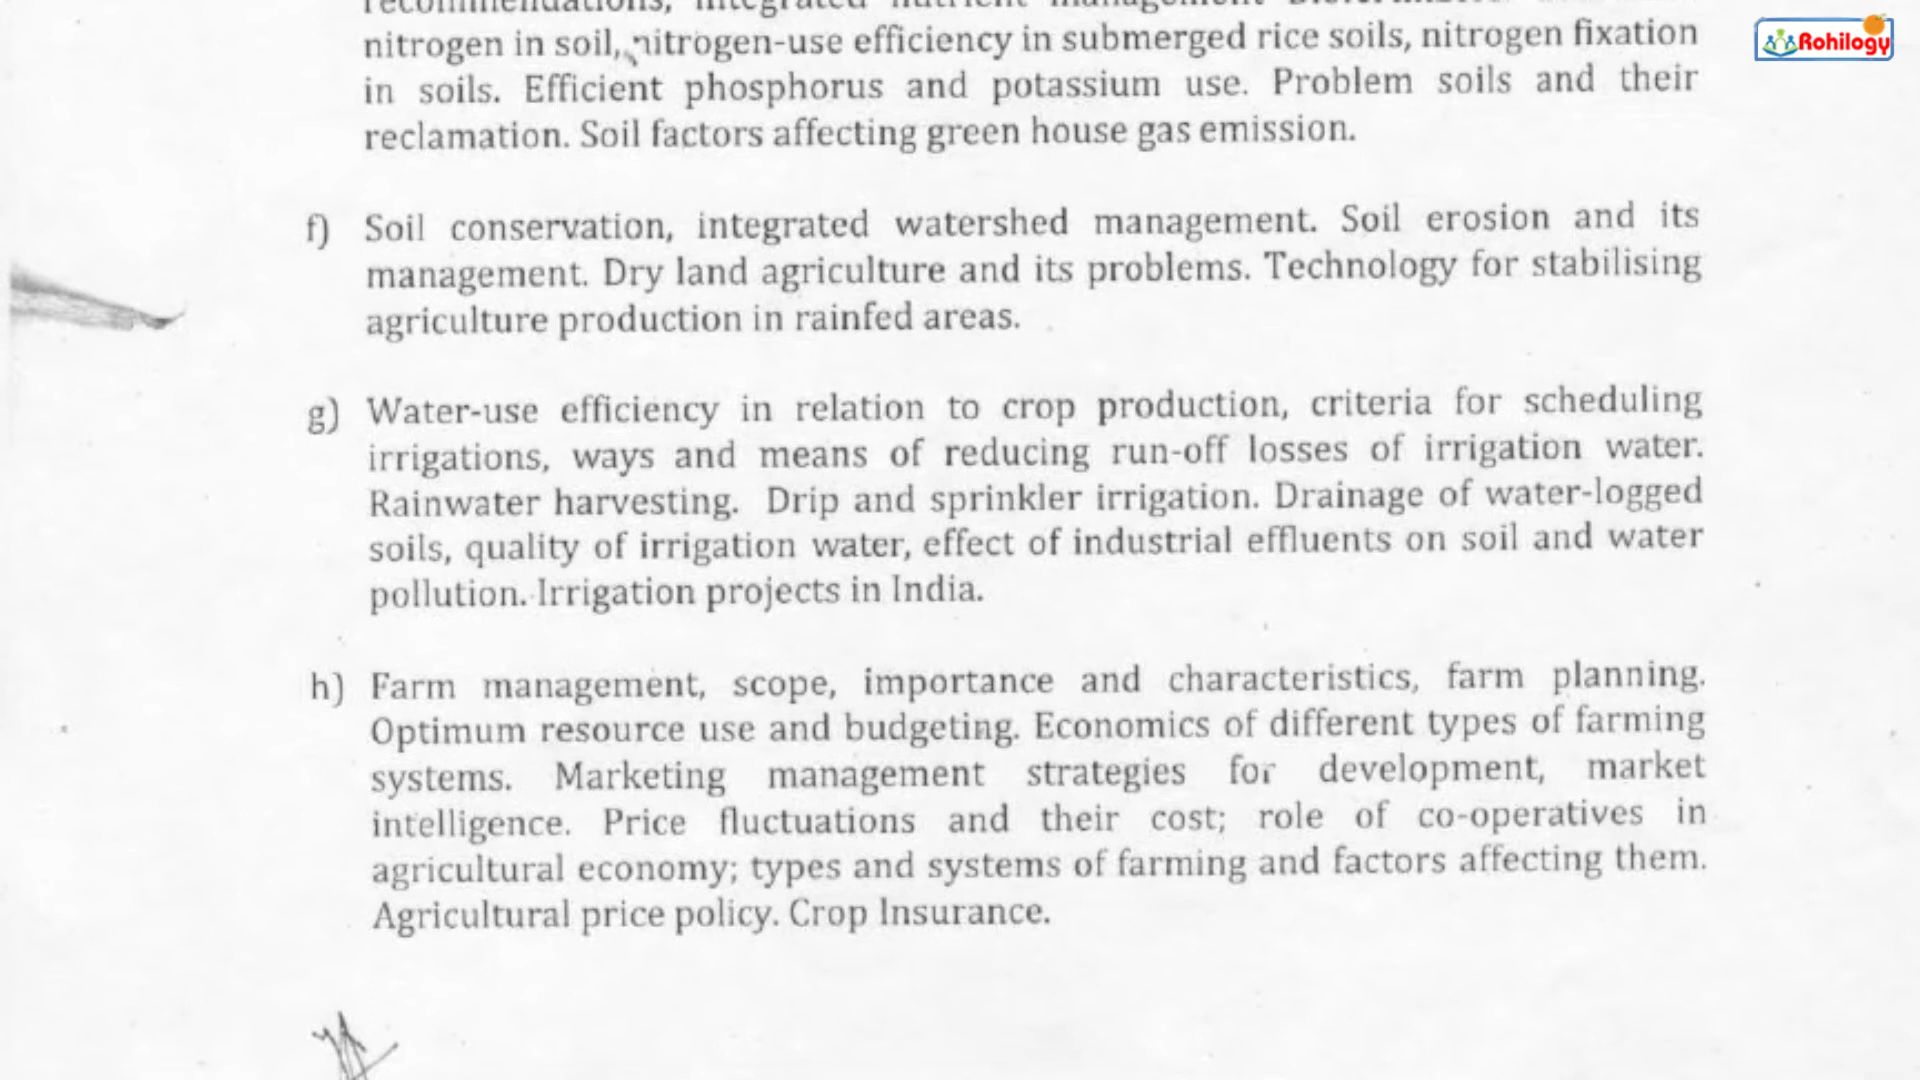 Rohilogy
nitrogen in soil, nitrogen-use efficiency in submerged rice soils, nitrogen fixation
in soils. Efficient phosphorus and potassium use. Problem soils and their
reclamation. Soil factors affecting green house gas emission.
f) Soil conservation, integrated watershed management. Soil erosion and its
management. Dry land agriculture and its problems. Technology for stabilising
agriculture production in rainfed areas.
g) Water-use efficiency in relation to crop production, criteria for scheduling
irrigations, ways and means of reducing run-off losses of irrigation water.
Rainwater harvesting. Drip and sprinkler irrigation. Drainage of water-logged
soils, quality of irrigation water, effect of industrial effluents on soil and water
pollution. Irrigation projects in India.
h) Farm management, scope, importance and characteristics, farm planning.
Optimum resource use and budgeting. Economics of different types of farming
systems. Marketing management strategies for development, market
intelligence. Price fluctuations and their cost; role of co-operatives in
agricultural economy; types and systems of farming and factors affecting them.
Agricultural price policy. Crop Insurance.